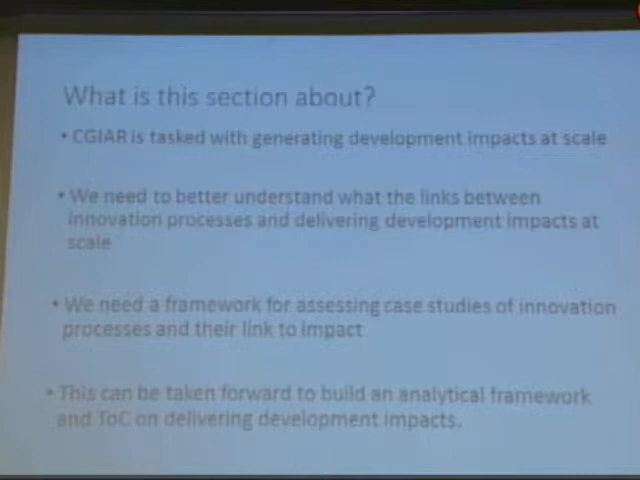 What is this section about?
• CGIAR is tasked with generating development impacts at scale
• We need to better understand what the links between
innovation processes and delivering development impacts at
scale
• We need a framework for assessing case studies of innovation
processes and their link to impact
• This can be taken forward to build an analytical framework
and ToC on delivering development impacts.